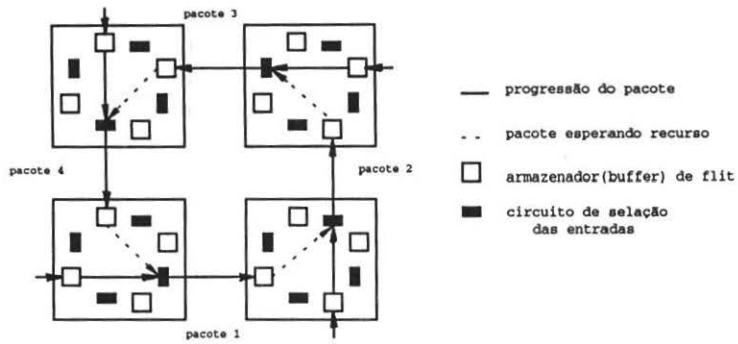 pacote 3
progressão do pacote
pacote esperando recurso
pacote 4
pacote 2
armazenador(buffer) de flit
circuito de selação
das entradas
pacote 1